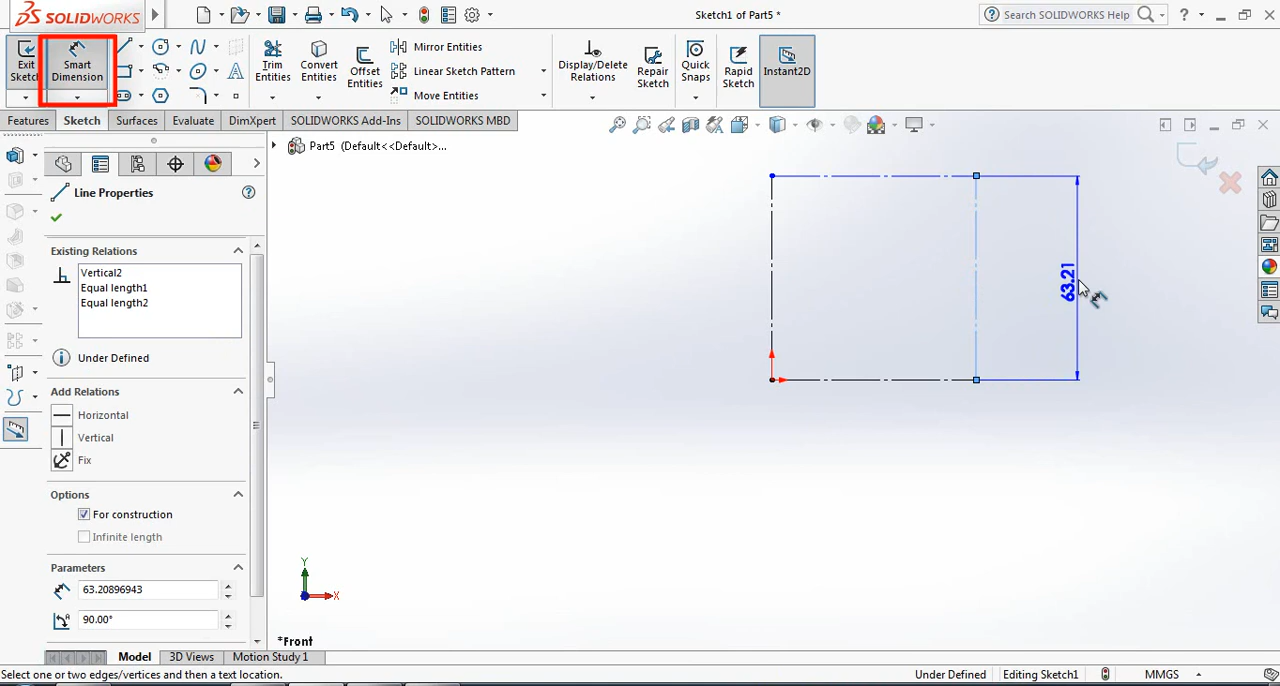 SOLIDWORKS
Sketch1 of Part5 *
Search SOLIDWORKS Help
?
Exit
Sketch
Smart
Dimension
Trim
Entities
Convert
Entities
Offset
Entities
Mirror Entities
Linear Sketch Pattern
Move Entities
Display/Delete
Relations
Repair
Sketch
Quick
Snaps
Rapid
Sketch
Instant2D
Features
Sketch
Surfaces
Evaluate
DimXpert
SOLIDWORKS Add-Ins
SOLIDWORKS MBD
Part5 (Default<<Default>...
Line Properties
?
Existing Relations
Vertical2
Equal length1
Equal length2
Under Defined
Add Relations
Horizontal
Vertical
Fix
Options
For construction
Infinite length
Parameters
63.20896943
90.00°
63.21
Y
X
*Front
Model
3D Views
Motion Study 1
Select one or two edges/vertices and then a text location.
Under Defined
Editing Sketch1
MMGS